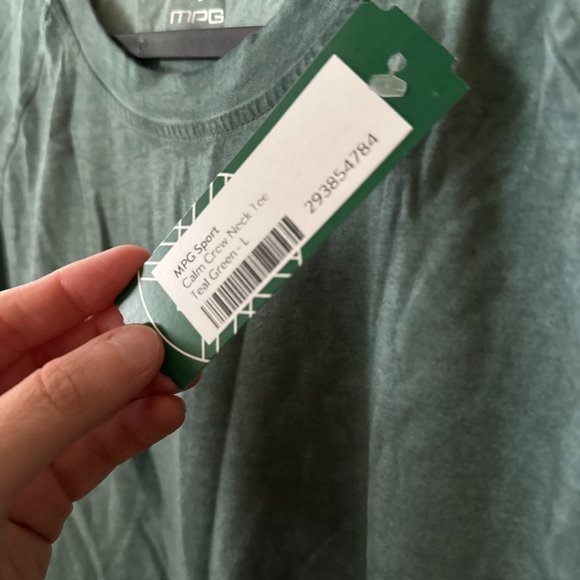 MPG
MPG Sport
Calm Crew Neck Tee
Teal Green - L
293854784